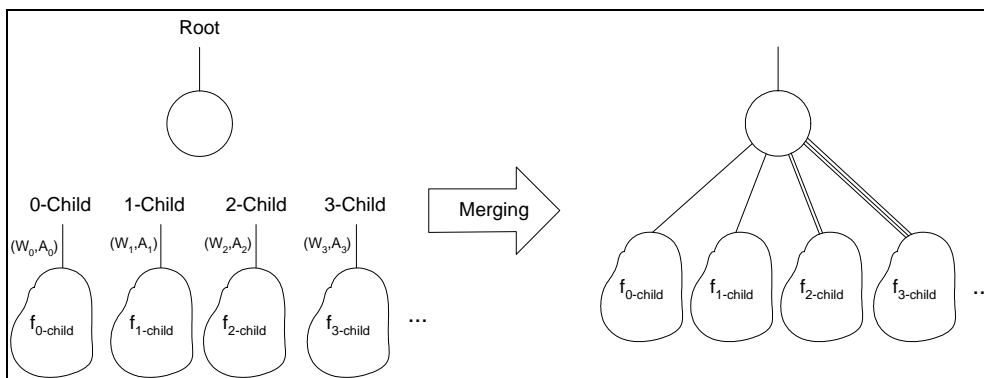 Root
0-Child 1-Child 2-Child 3-Child
Merging
(W₀,A₀) (W₁,A₁) (W₂,A₂) (W₃,A₃)
f₀₋child f₁₋child f₂₋child f₃₋child ...
f₀₋child f₁₋child f₂₋child f₃₋child ...